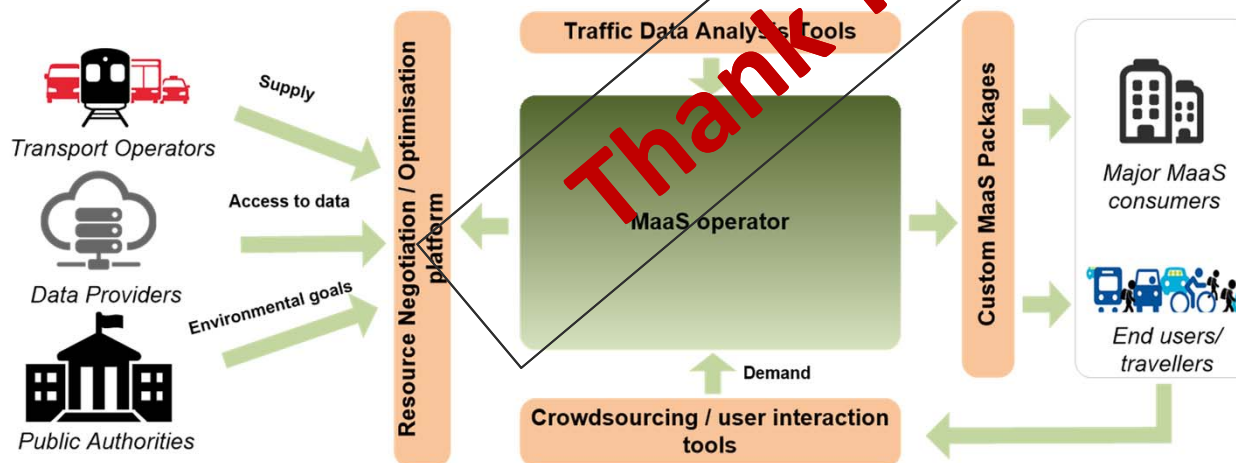 Traffic Data Analysis Tools
Thank
Supply
Transport Operators
Access to data
Data Providers
Environmental goals
Public Authorities
Resource Negotiation / Optimisation
platform
MaaS operator
Demand
Crowdsourcing / user interaction
tools
Custom MaaS Packages
Major MaaS
consumers
End users/
travellers